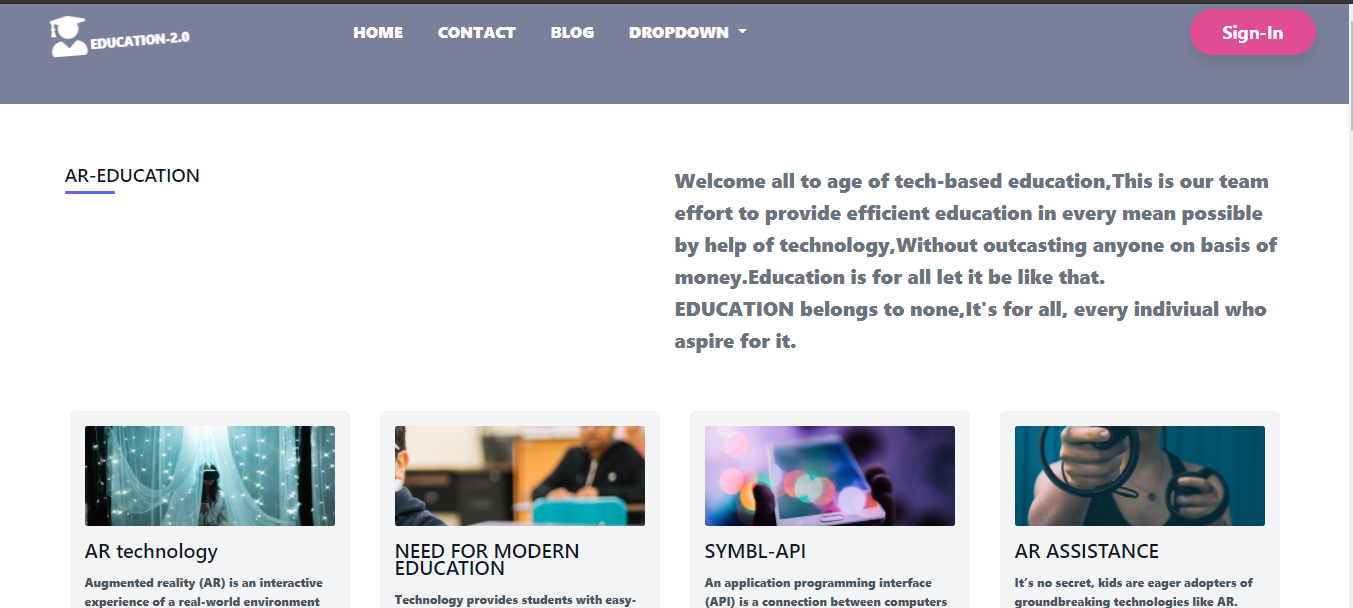 EDUCATION-2.0
HOME CONTACT BLOG DROPDOWN
Sign-In
AR-EDUCATION
Welcome all to age of tech-based education,This is our team
effort to provide efficient education in every mean possible
by help of technology,Without outcasting anyone on basis of
money.Education is for all let it be like that.
EDUCATION belongs to none,It's for all, every indiviual who
aspire for it.
AR technology
Augmented reality (AR) is an interactive
experience of a real-world environment
NEED FOR MODERN
EDUCATION
Technology provides students with easy-
SYMBL-API
An application programming interface
(API) is a connection between computers
AR ASSISTANCE
It’s no secret, kids are eager adopters of
groundbreaking technologies like AR.